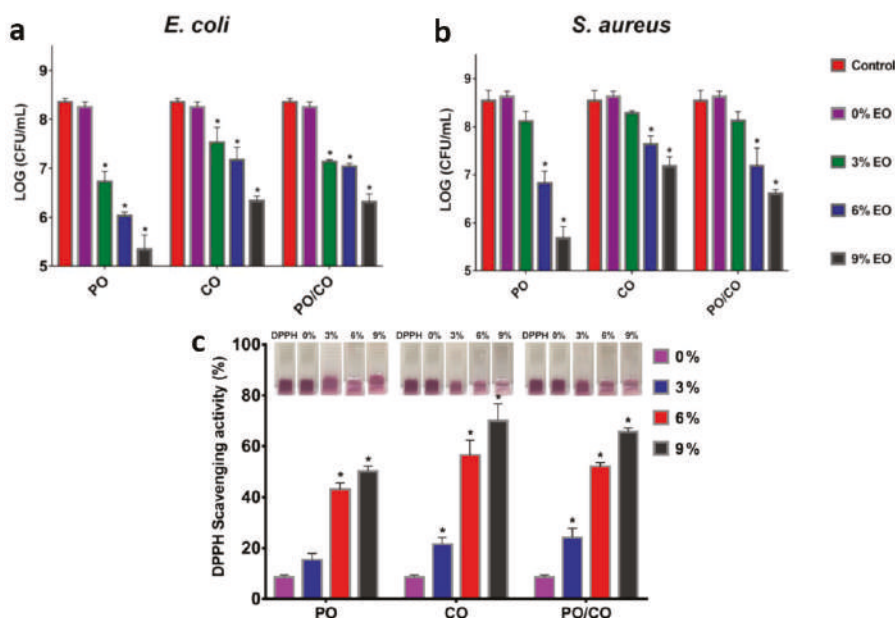 a
E. coli
LOG (CFU/mL)
9
8
7
6
5
* * *
* * *
* * *
PO
CO
PO/CO
b
S. aureus
LOG (CFU/mL)
9
8
7
6
5
* *
* *
* *
PO
CO
PO/CO
Control
0% EO
3% EO
6% EO
9% EO
c
DPPH Scavenging activity (%)
100
80
60
40
20
0
DPPH 0% 3% 6% 9%
DPPH 0% 3% 6% 9%
DPPH 0% 3% 6% 9%
* *
* * *
* * *
PO
CO
PO/CO
0%
3%
6%
9%